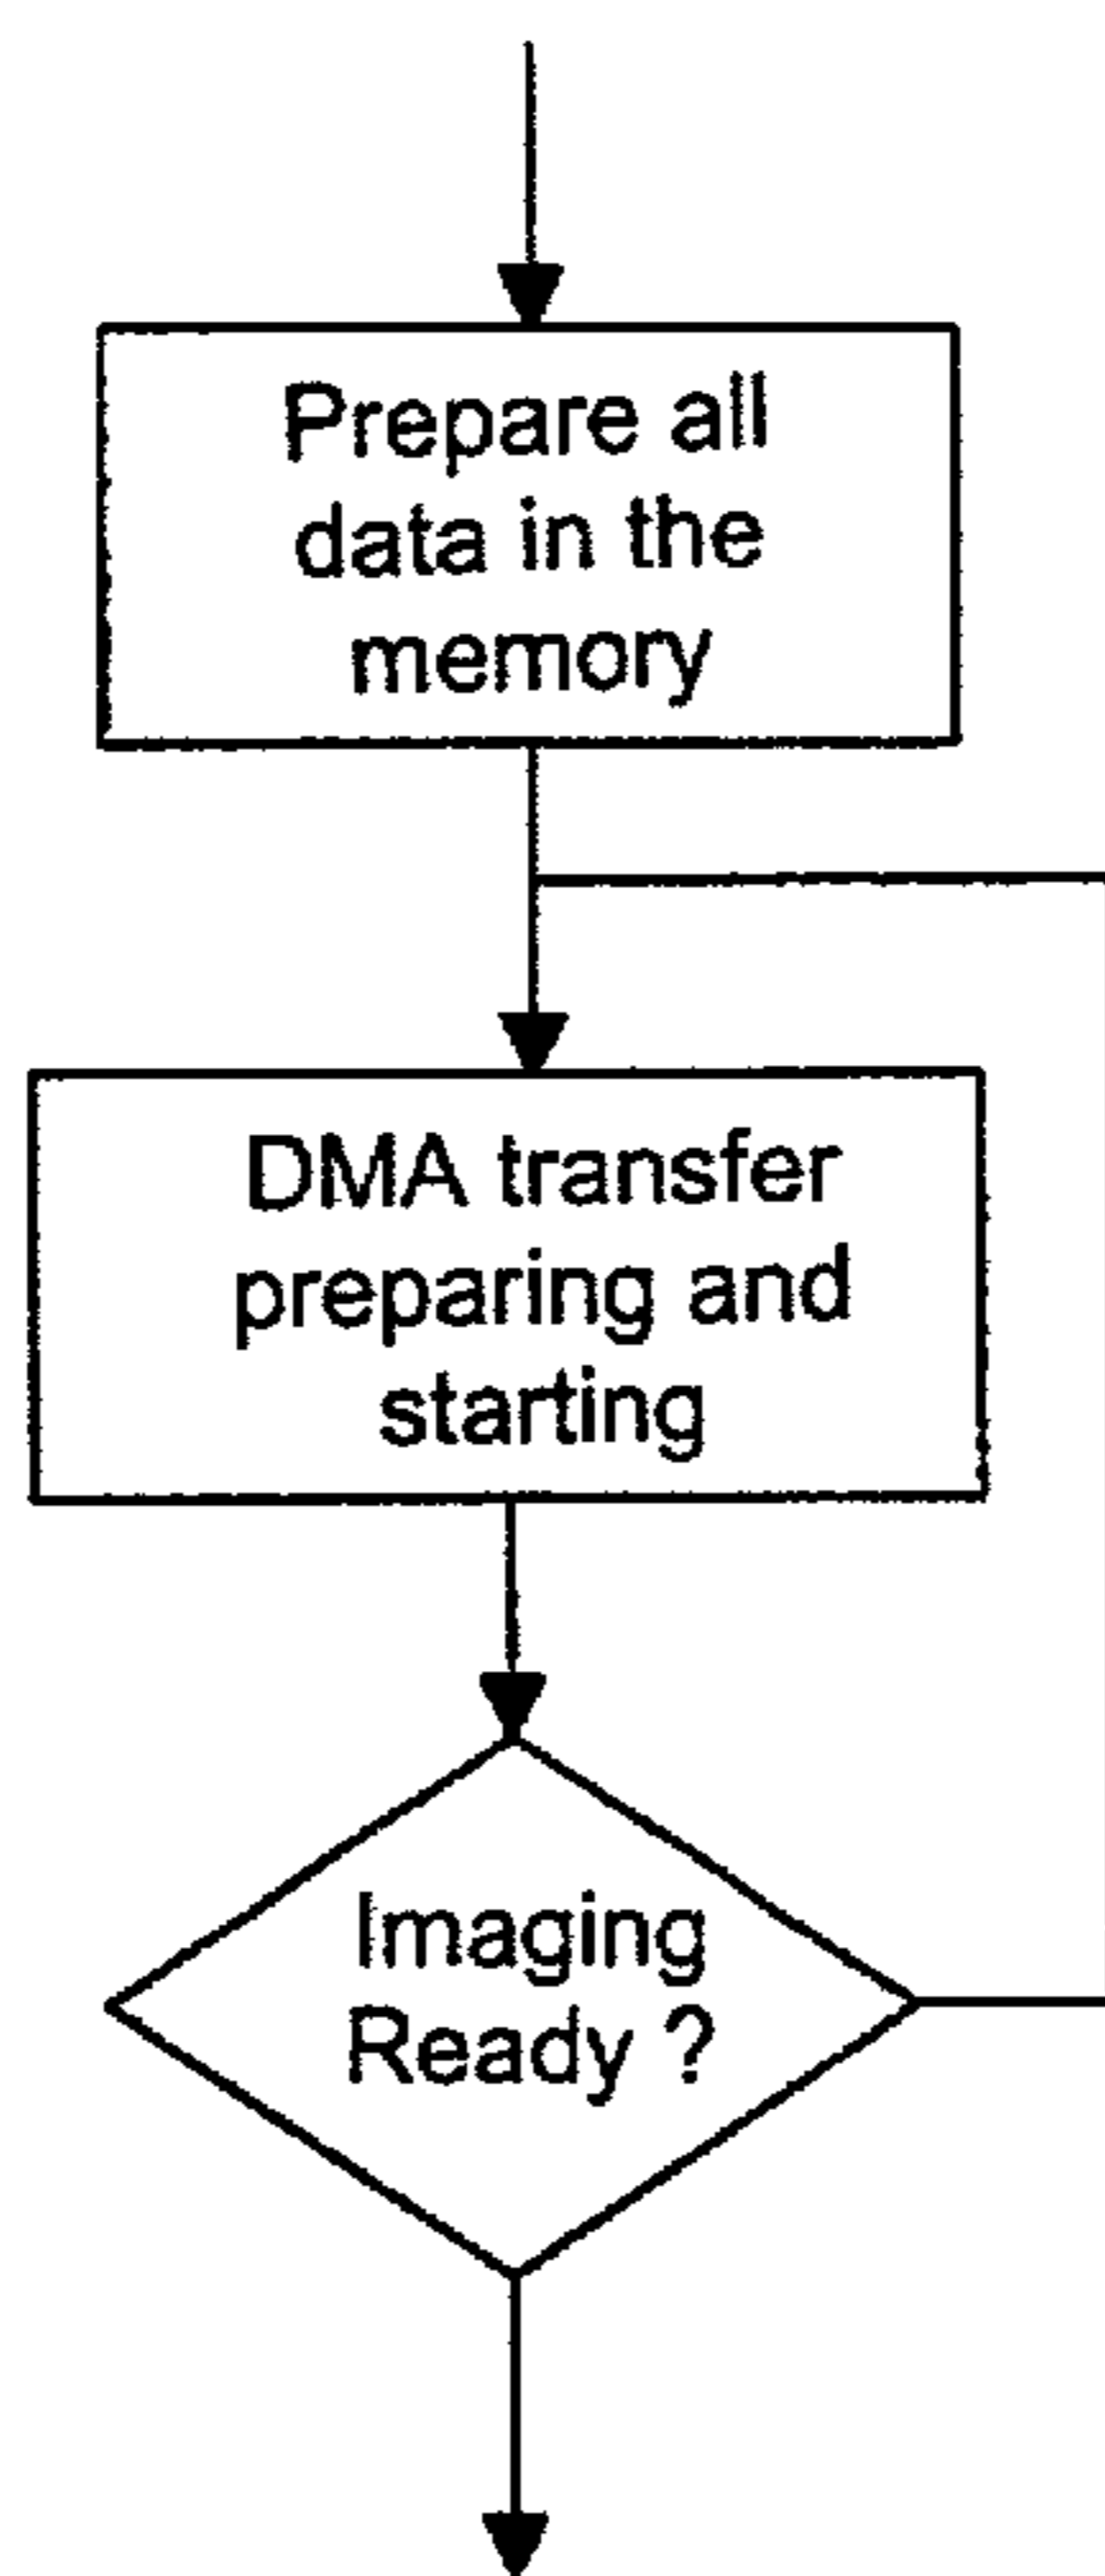 Prepare all
data in the
memory
DMA transfer
preparing and
starting
Imaging
Ready ?